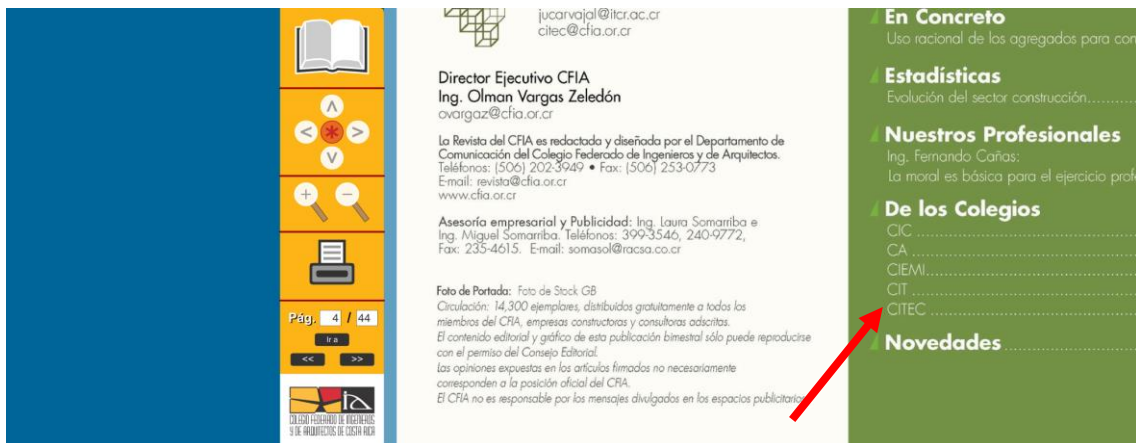 jucarvajal@itcr.ac.cr
citec@cfia.or.cr
Director Ejecutivo CFIA
Ing. Olman Vargas Zeledón
ovargaz@cfia.or.cr
La Revista del CFIA es redactada y diseñada por el Departamento de
Comunicación del Colegio Federado de Ingenieros y de Arquitectos.
Teléfonos: (506) 202-3949 • Fax: (506) 253-0773
E-mail: revista@cfia.or.cr
www.cfia.or.cr
Asesoría empresarial y Publicidad: Ing. Laura Somarriba e
Ing. Miguel Somarriba. Teléfonos: 399-3546, 240-9772,
Fax: 235-4615. E-mail: somasol@racsa.co.cr
Foto de Portada: Foto de Stock GB
Circulación: 14,300 ejemplares, distribuidos gratuitamente a todos los
miembros del CFIA, empresas constructoras y consultoras adscritas.
El contenido editorial y gráfico de esta publicación bimestral sólo puede reproducirse
con el permiso del Consejo Editorial.
Las opiniones expuestas en los artículos firmados no necesariamente
corresponden a la posición oficial del CFIA.
El CFIA no es responsable por los mensajes divulgados en los espacios publicitarios
En Concreto
Uso racional de los agregados para con
Estadísticas
Evolución del sector construcción
Nuestros Profesionales
Ing. Fernando Cañas:
La moral es básica para el ejercicio profe
De los Colegios
CIC
CA
CIEMI
CIT
CITEC
Novedades
Pág. 4 / 44
Ir a
<< >>
COLEGIO FEDERADO DE INGENIEROS
Y DE ARQUITECTOS DE COSTA RICA